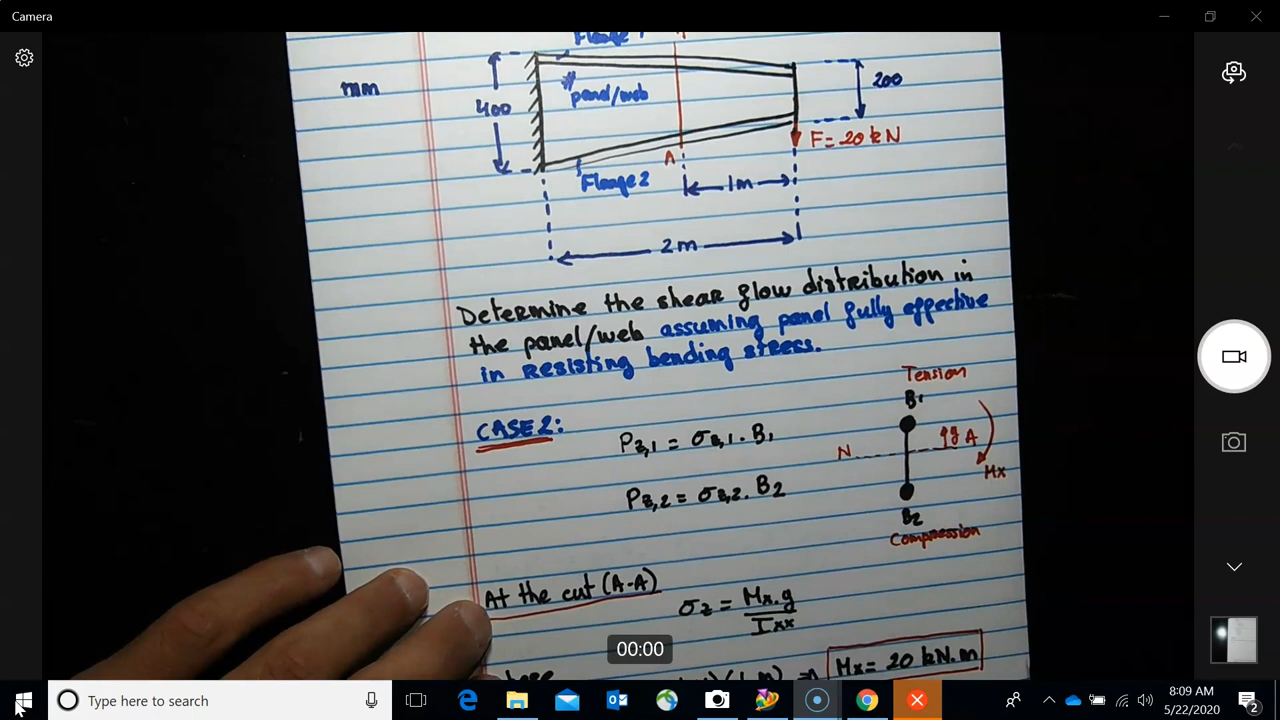 Camera
Flange 1
mm
400
panel/web
200
F = 20 kN
A
Flange 2
1m
2 m
Determine the shear flow distribution in
the panel/web assuming panel fully effective
in resisting bending stress.
Tension
B1
CASE 2:
Pz,1 = σz,1 . B1
N
A
Mx
Pz,2 = σz,2 . B2
B2
Compression
At the cut (A-A)
σz = Mx.y
Ixx
00:00
Mx = 20 kN.m
Type here to search
8:09 AM
5/22/2020
2